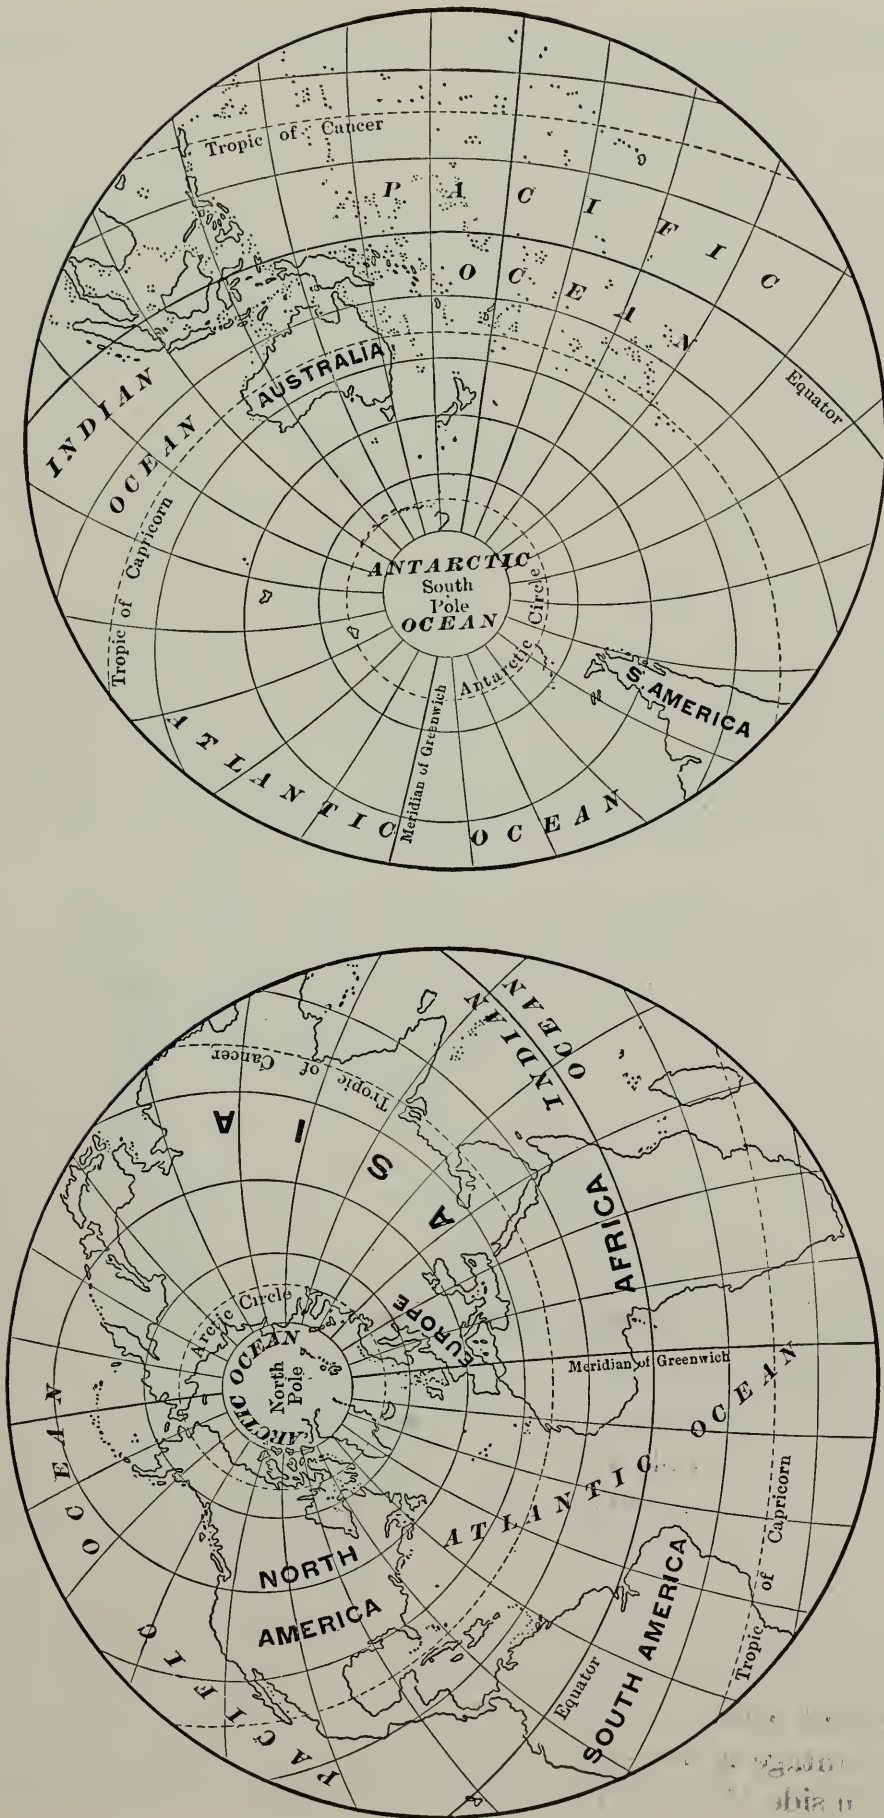 Tropic of Cancer
PACIFIC
OCEAN
AUSTRALIA
INDIAN
OCEAN
Equator
Tropic of Capricorn
ANTARCTIC
South
Pole
OCEAN
Antarctic Circle
S. AMERICA
Meridian of Greenwich
ATLANTIC OCEAN
INDIAN
OCEAN
Tropic of Cancer
ASIA
AFRICA
EUROPE
Arctic Circle
ARCTIC OCEAN
North
Pole
ARCTIC
Meridian of Greenwich
ATLANTIC OCEAN
PACIFIC OCEAN
NORTH
AMERICA
SOUTH AMERICA
Equator
Tropic of Capricorn